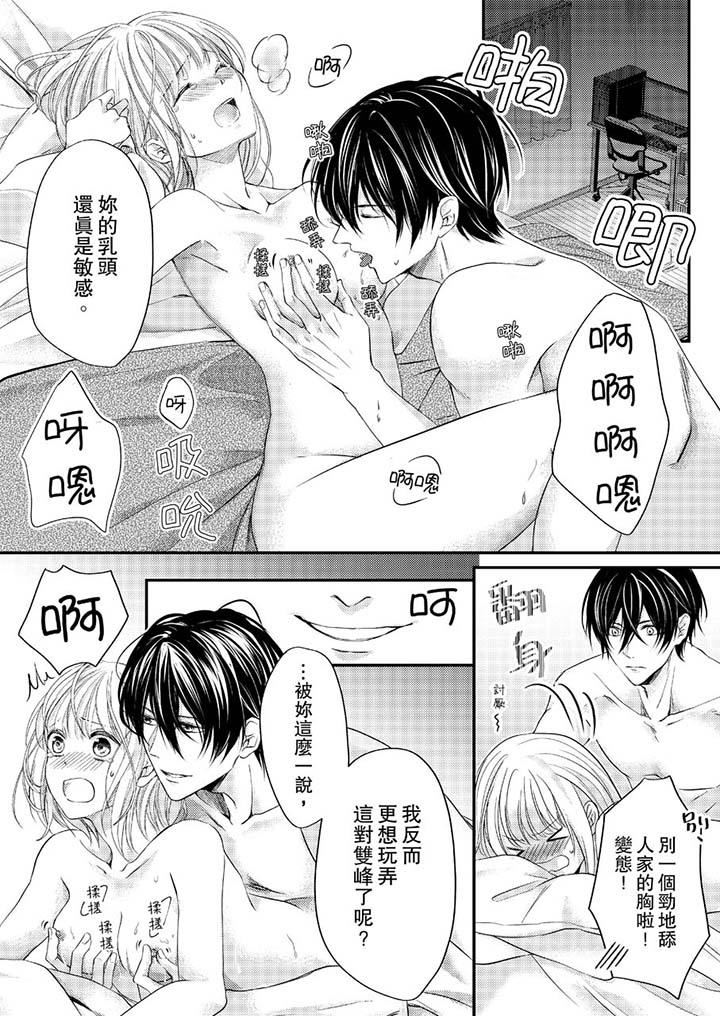 啪
啊
啾
啪
唧
妳的乳頭
還真是敏感。
舔弄
揉搓
揉搓
揉搓
舔弄
啾
啪
啊啊啊嗯
呀
呀嗯
吸吮
啊嗯
翻身
討厭~
別一個勁地舔
人家的胸啦！
變態！
呵
啊
…被妳這麼一說，
我反而
更想玩弄
這對雙峰了呢？
揉搓
揉搓
揉搓